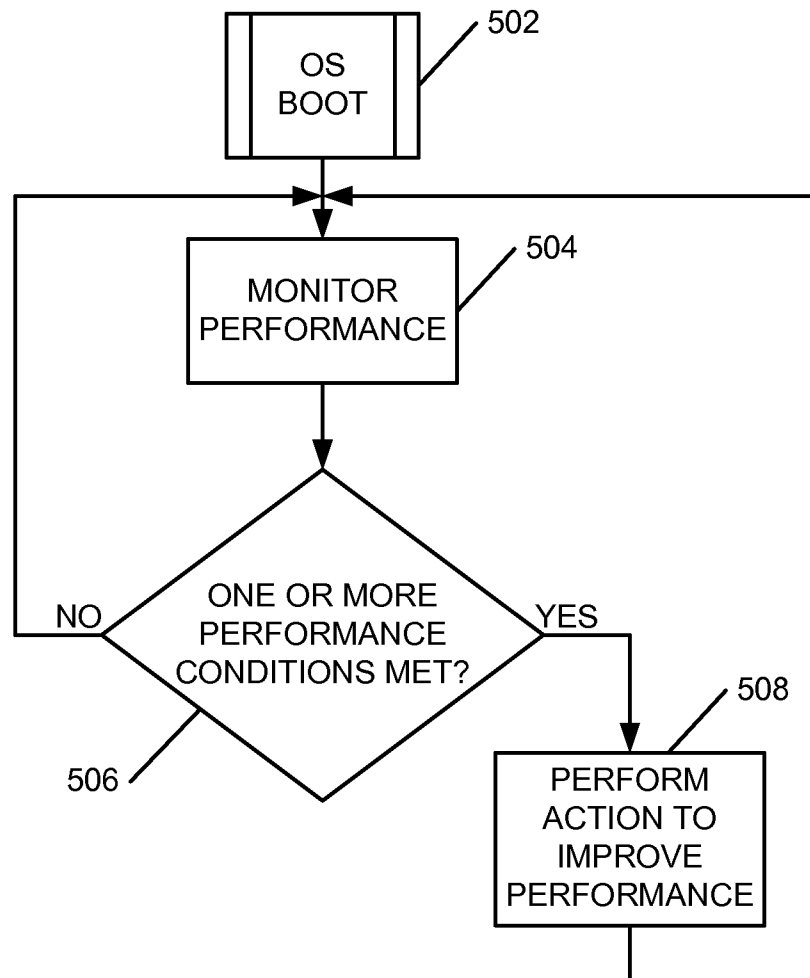 502
OS
BOOT
504
MONITOR
PERFORMANCE
NO
ONE OR MORE
PERFORMANCE
CONDITIONS MET?
YES
506
508
PERFORM
ACTION TO
IMPROVE
PERFORMANCE